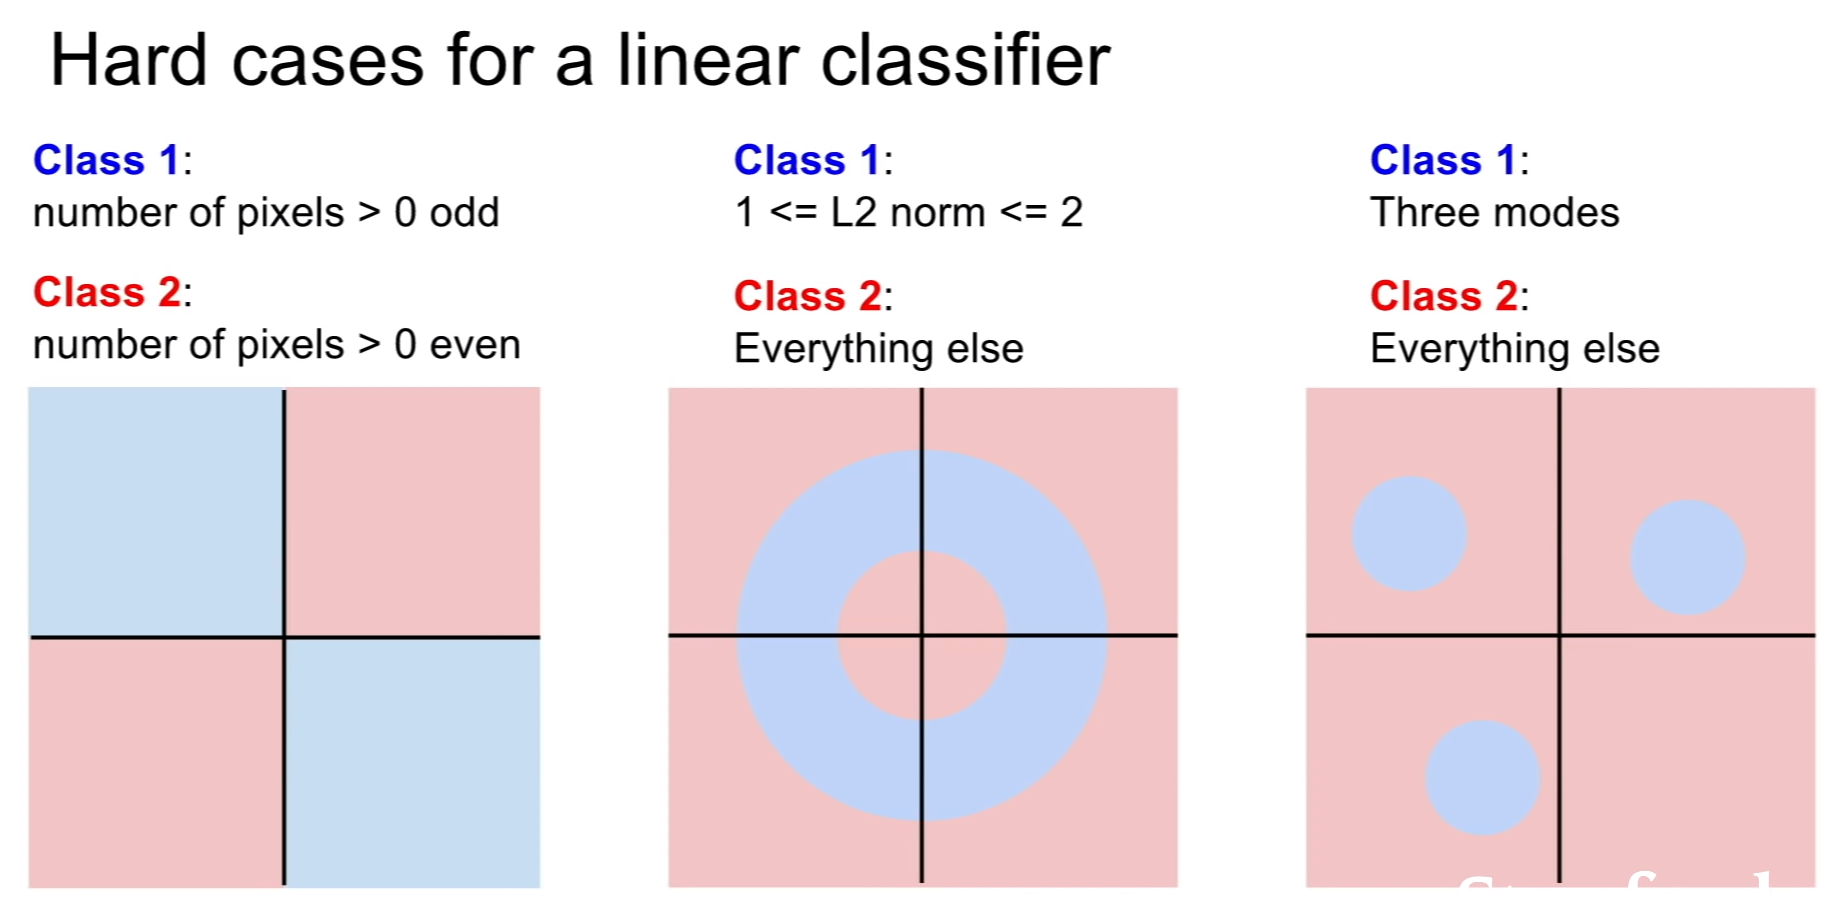 Hard cases for a linear classifier
Class 1:
number of pixels > 0 odd
Class 2:
number of pixels > 0 even
Class 1:
1 <= L2 norm <= 2
Class 2:
Everything else
Class 1:
Three modes
Class 2:
Everything else